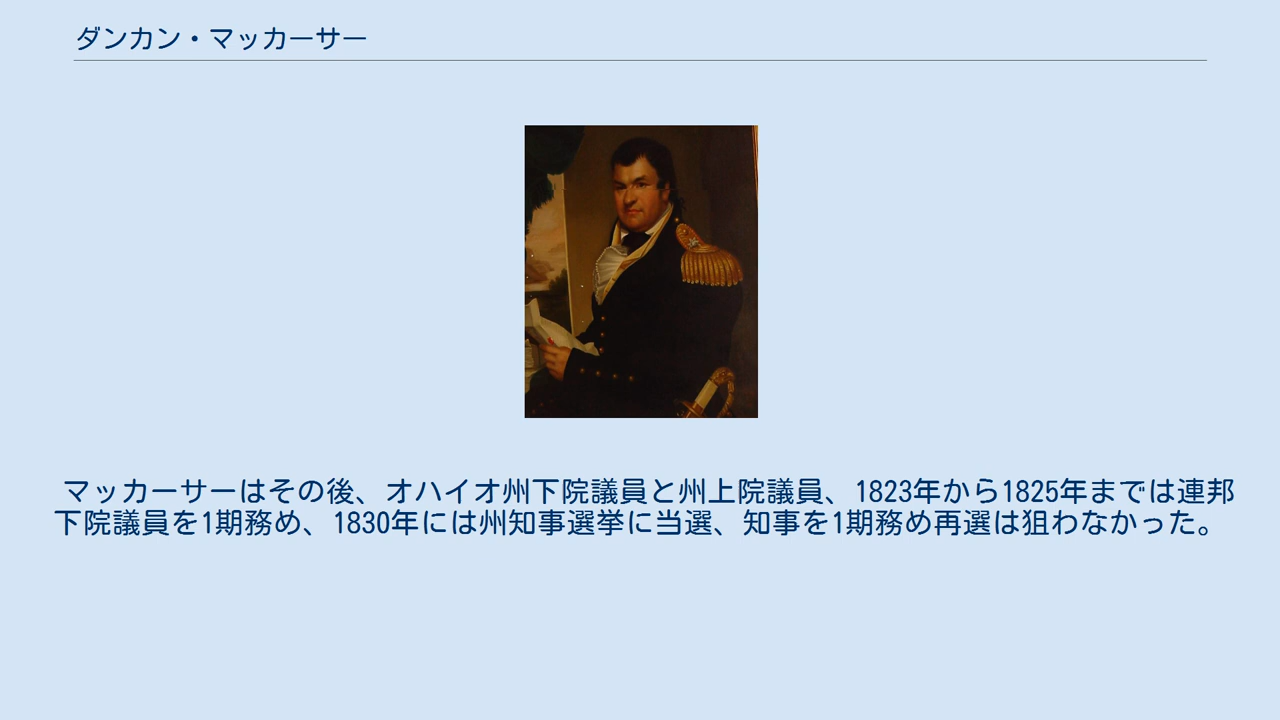 ダンカン・マッカーサー
マッカーサーはその後、オハイオ州下院議員と州上院議員、1823年から1825年までは連邦
下院議員を1期務め、1830年には州知事選挙に当選、知事を1期務め再選は狙わなかった。